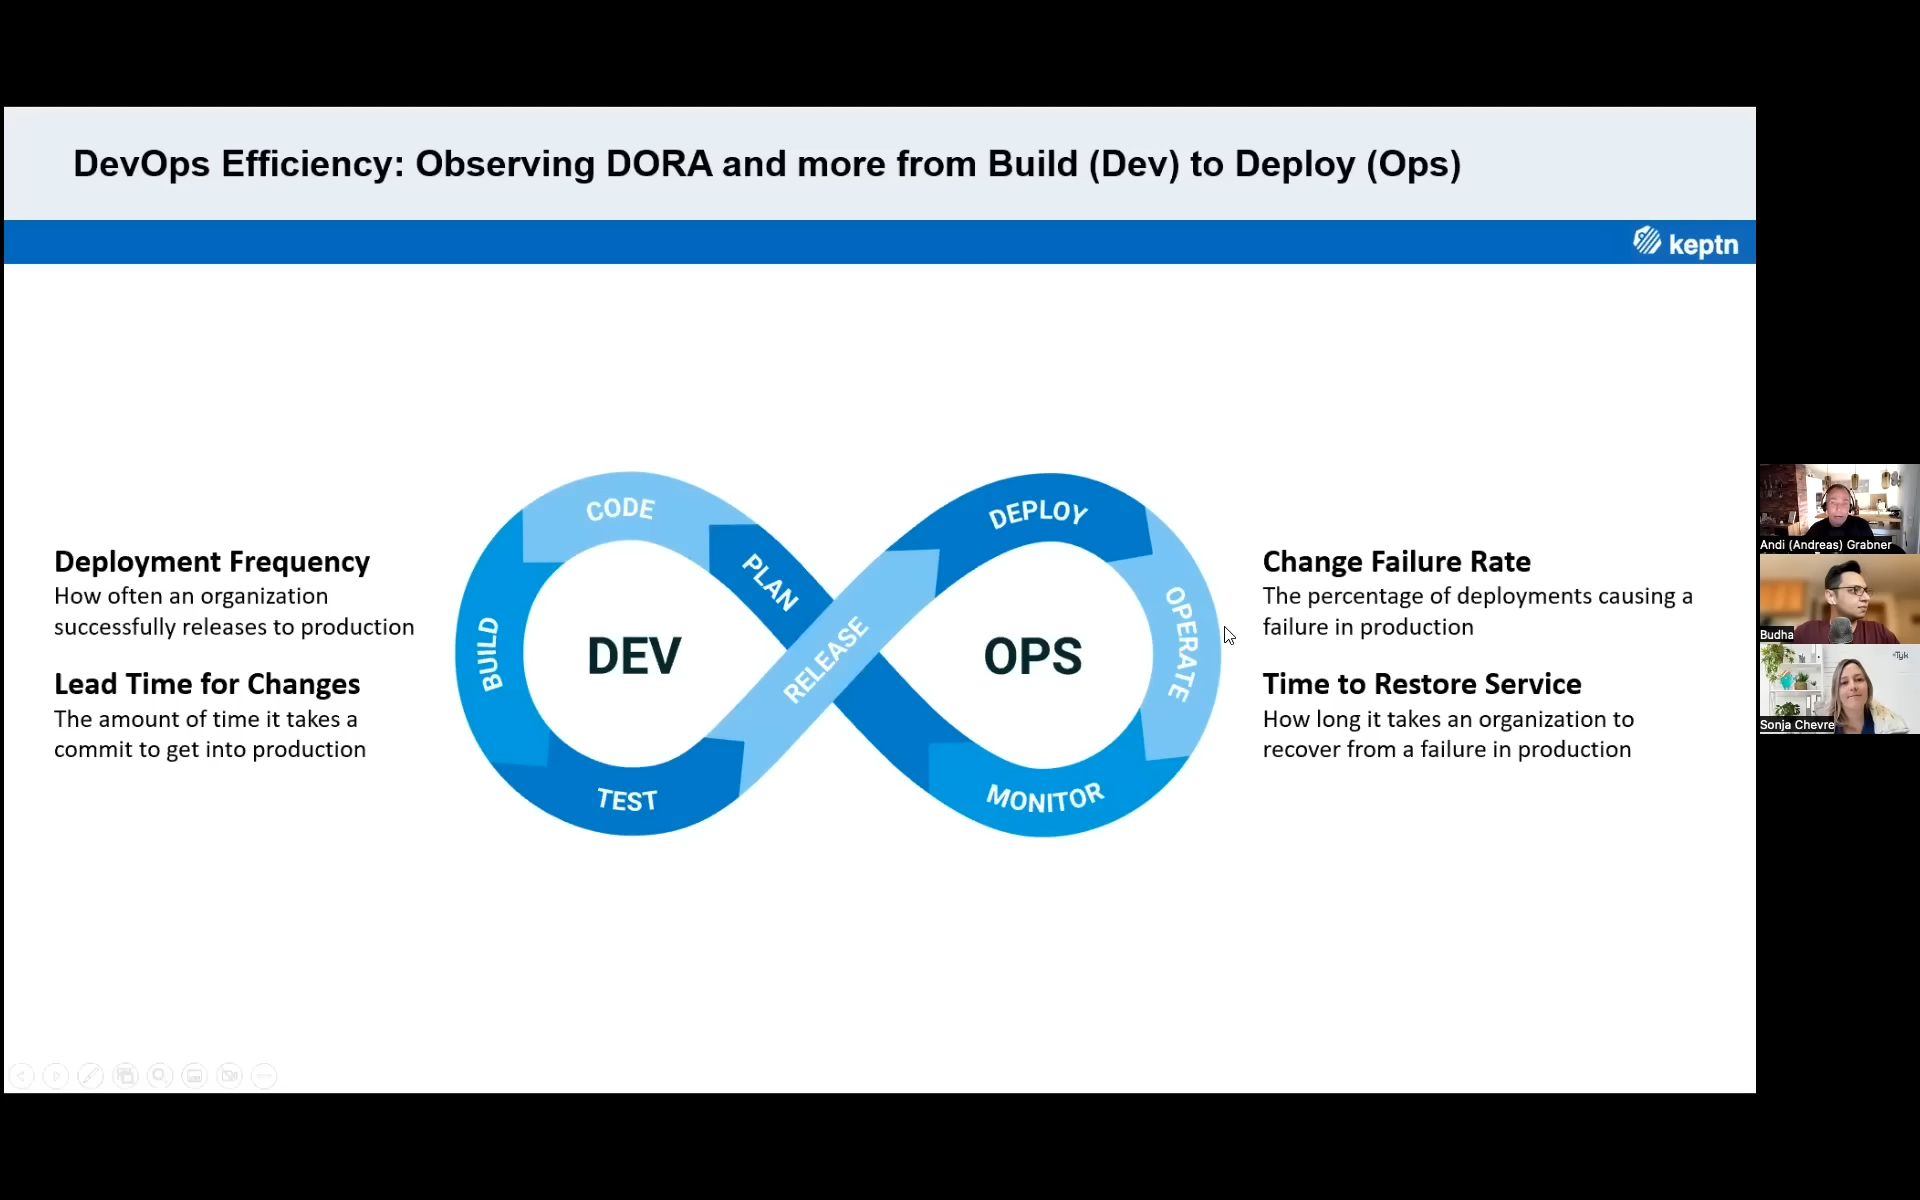 DevOps Efficiency: Observing DORA and more from Build (Dev) to Deploy (Ops)
keptn
Deployment Frequency
How often an organization
successfully releases to production
Lead Time for Changes
The amount of time it takes a
commit to get into production
CODE
PLAN
BUILD
DEV
TEST
RELEASE
DEPLOY
OPS
OPERATE
MONITOR
Change Failure Rate
The percentage of deployments causing a
failure in production
Time to Restore Service
How long it takes an organization to
recover from a failure in production
Andi (Andreas) Grabner
Budha
Tyk
Sonja Chevre